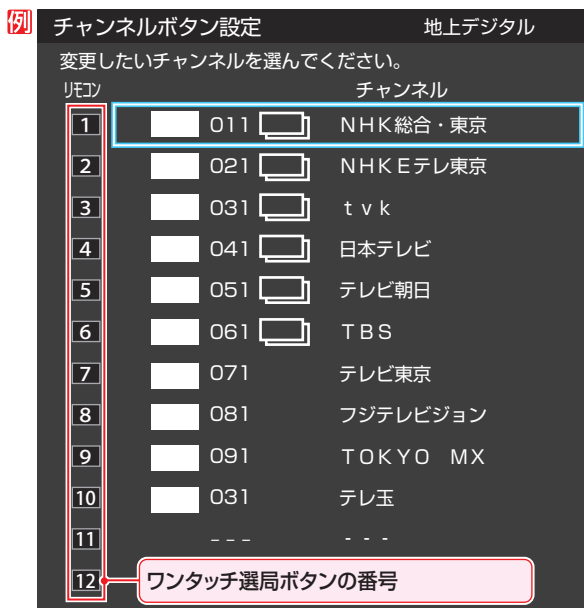 例
チャンネルボタン設定 地上デジタル
変更したいチャンネルを選んでください。
リモコン チャンネル
1 011 NHK総合・東京
2 021 NHKEテレ東京
3 031 tvk
4 041 日本テレビ
5 051 テレビ朝日
6 061 TBS
7 071 テレビ東京
8 081 フジテレビジョン
9 091 TOKYO MX
10 031 テレ玉
11 --- ---
12 ワンタッチ選局ボタンの番号